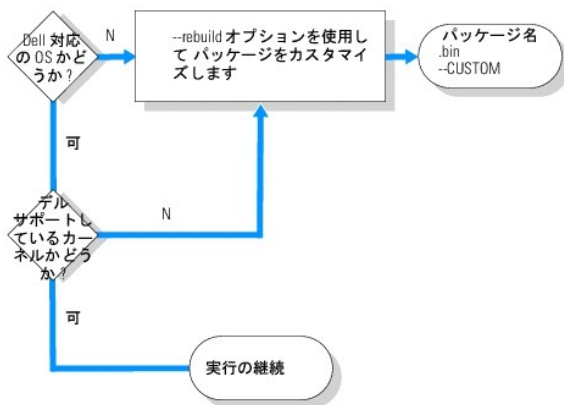 Dell 対応
の OS かど
うか ?
N
--rebuild オプションを使用し
て パッケージをカスタマイ
ズします
パッケージ名
.bin
--CUSTOM
可
デル
サポートし
ているカー
ネルかどう
か ?
N
可
実行の継続